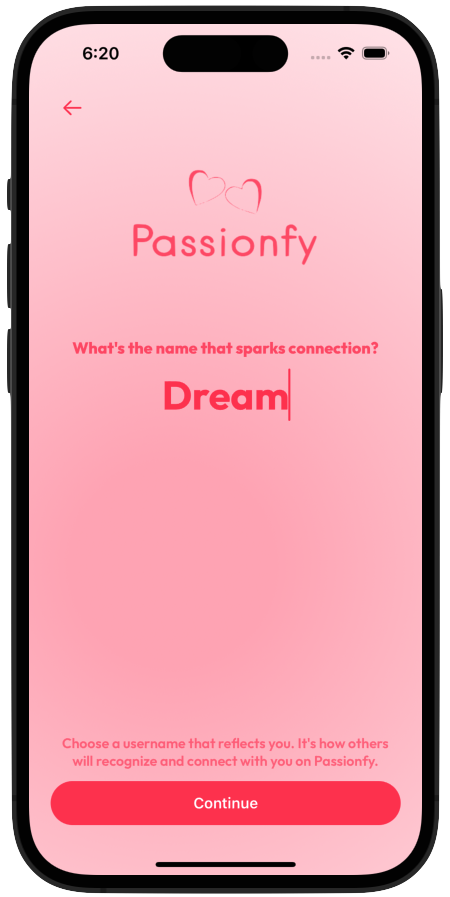 6:20
Passionfy
What's the name that sparks connection?
Dream
Choose a username that reflects you. It's how others
will recognize and connect with you on Passionfy.
Continue